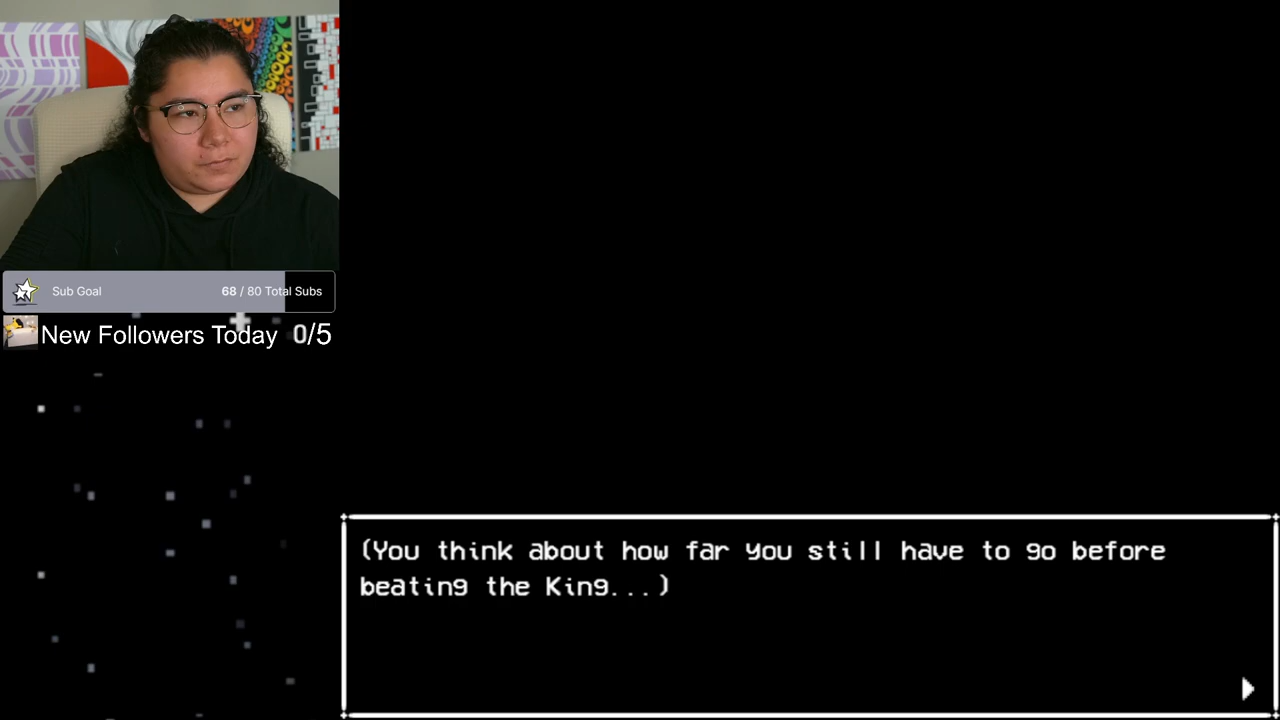 Sub Goal 68 / 80 Total Subs
New Followers Today 0/5
(You think about how far you still have to go before
beating the King...)